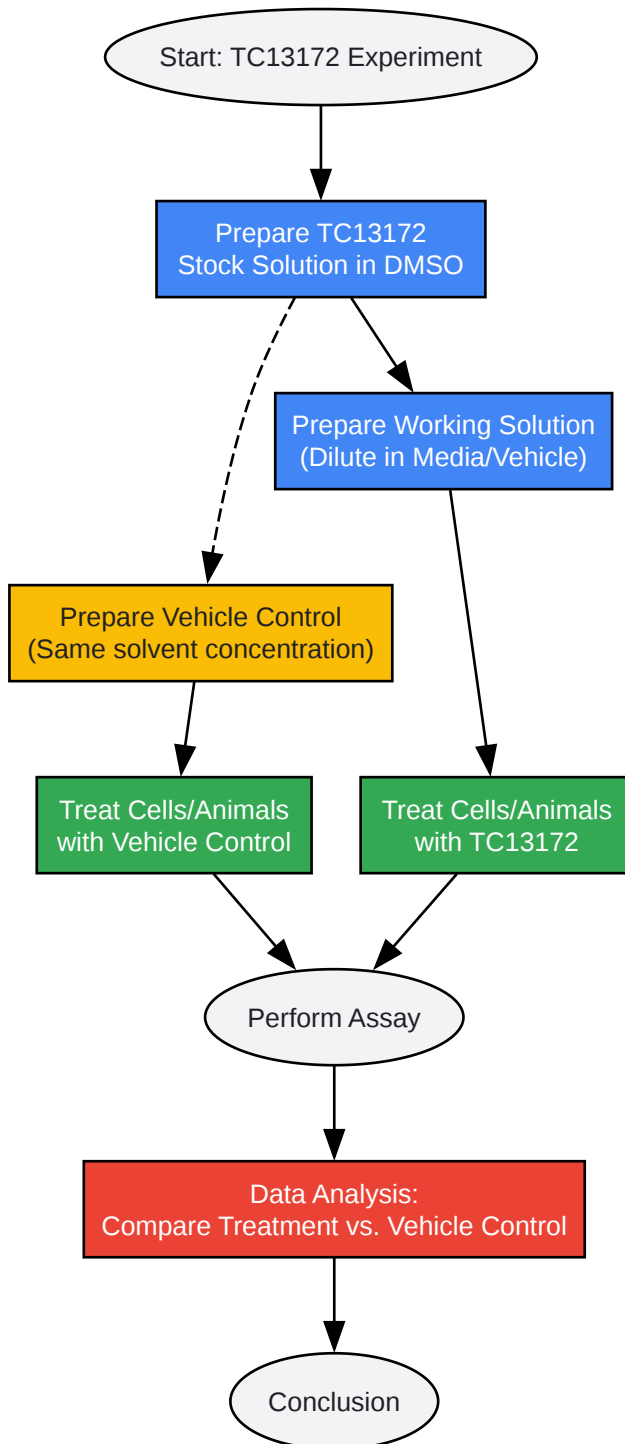 Start: TC13172 Experiment
Prepare TC13172
Stock Solution in DMSO
Prepare Working Solution
(Dilute in Media/Vehicle)
Prepare Vehicle Control
(Same solvent concentration)
Treat Cells/Animals
with Vehicle Control
Treat Cells/Animals
with TC13172
Perform Assay
Data Analysis:
Compare Treatment vs. Vehicle Control
Conclusion